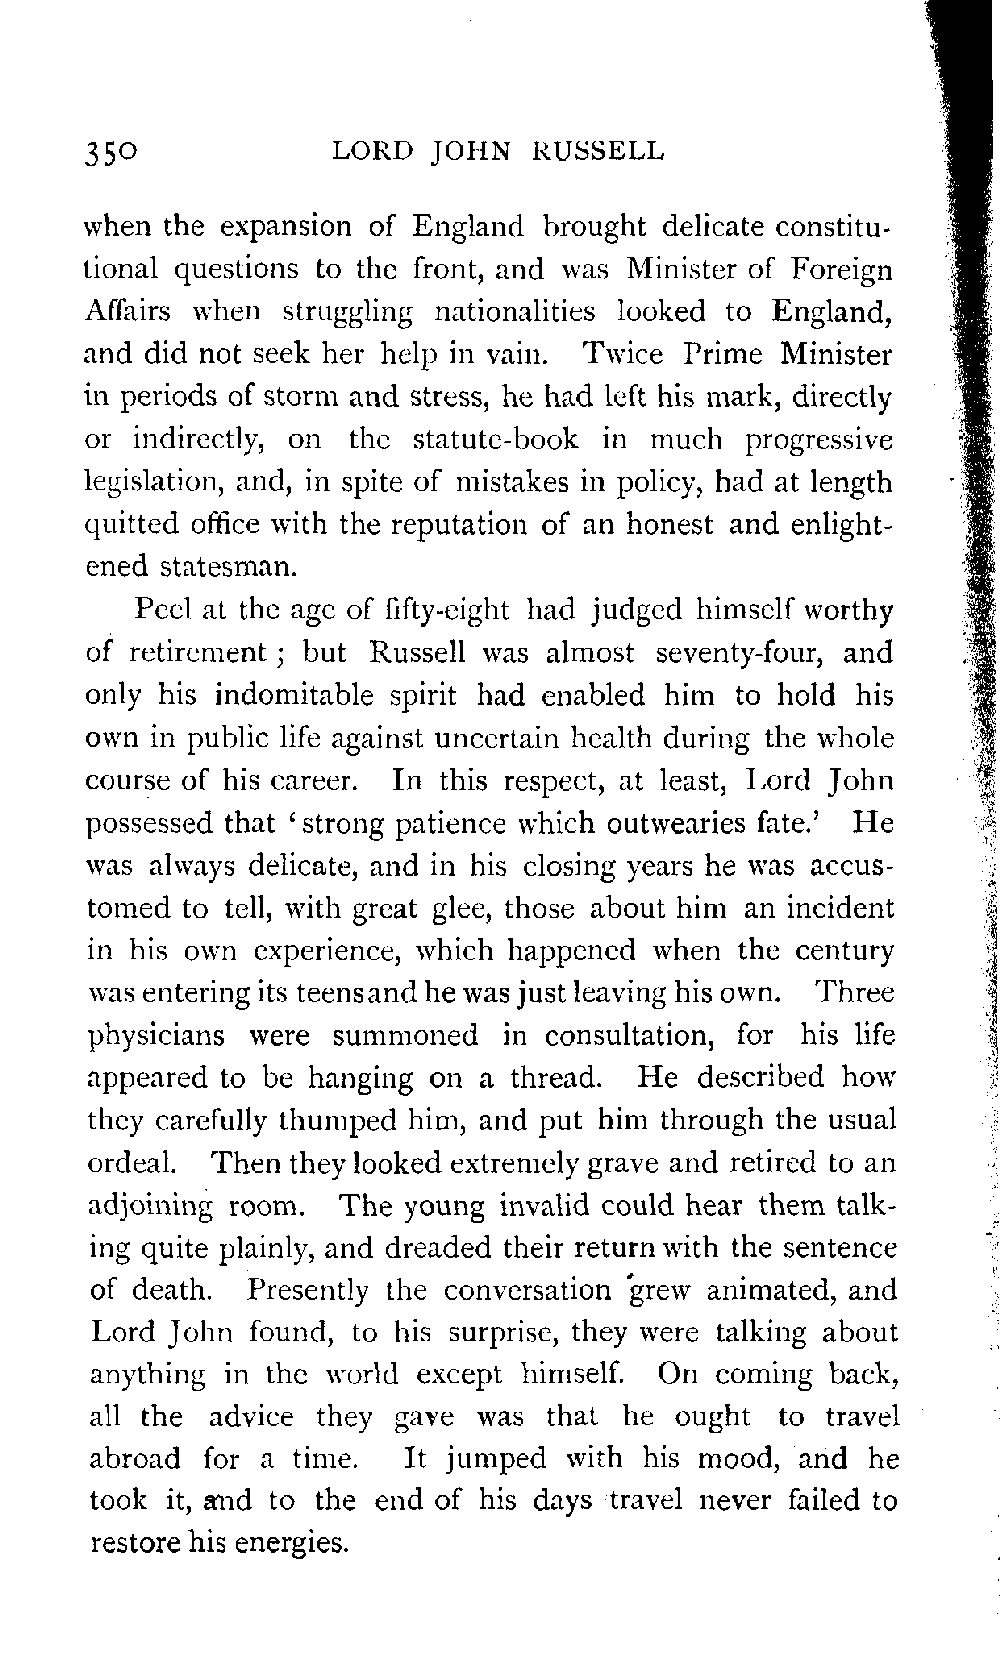 350 LORD JOHN RUSSELL
when the expansion of England brought delicate constitu-
tional questions to the front, and was Minister of Foreign
Affairs when struggling nationalities looked to England,
and did not seek her help in vain. Twice Prime Minister
in periods of storm and stress, he had left his mark, directly
or indirectly, on the statute-book in much progressive
legislation, and, in spite of mistakes in policy, had at length
quitted office with the reputation of an honest and enlight-
ened statesman.
Peel at the age of fifty-eight had judged himself worthy
of retirement ; but Russell was almost seventy-four, and
only his indomitable spirit had enabled him to hold his
own in public life against uncertain health during the whole
course of his career. In this respect, at least, Lord John
possessed that ‘ strong patience which outwearies fate.’ He
was always delicate, and in his closing years he was accus-
tomed to tell, with great glee, those about him an incident
in his own experience, which happened when the century
was entering its teens and he was just leaving his own. Three
physicians were summoned in consultation, for his life
appeared to be hanging on a thread. He described how
they carefully thumped him, and put him through the usual
ordeal. Then they looked extremely grave and retired to an
adjoining room. The young invalid could hear them talk-
ing quite plainly, and dreaded their return with the sentence
of death. Presently the conversation grew animated, and
Lord John found, to his surprise, they were talking about
anything in the world except himself. On coming back,
all the advice they gave was that he ought to travel
abroad for a time. It jumped with his mood, and he
took it, and to the end of his days travel never failed to
restore his energies.